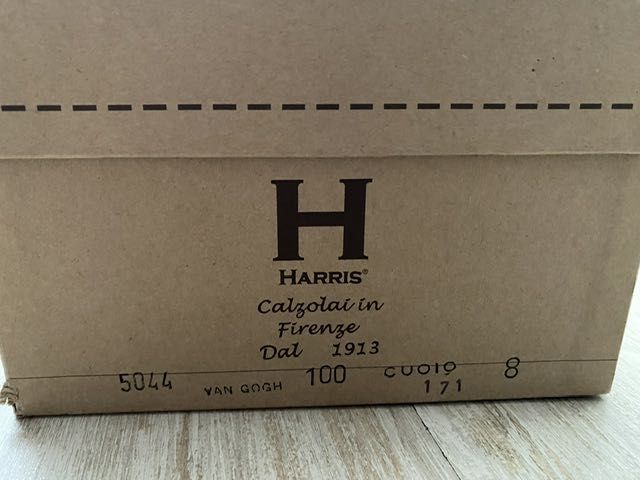 H
HARRIS®
Calzolai in
Firenze
Dal 1913
5044 VAN GOGH 100 CUOIO 8
171